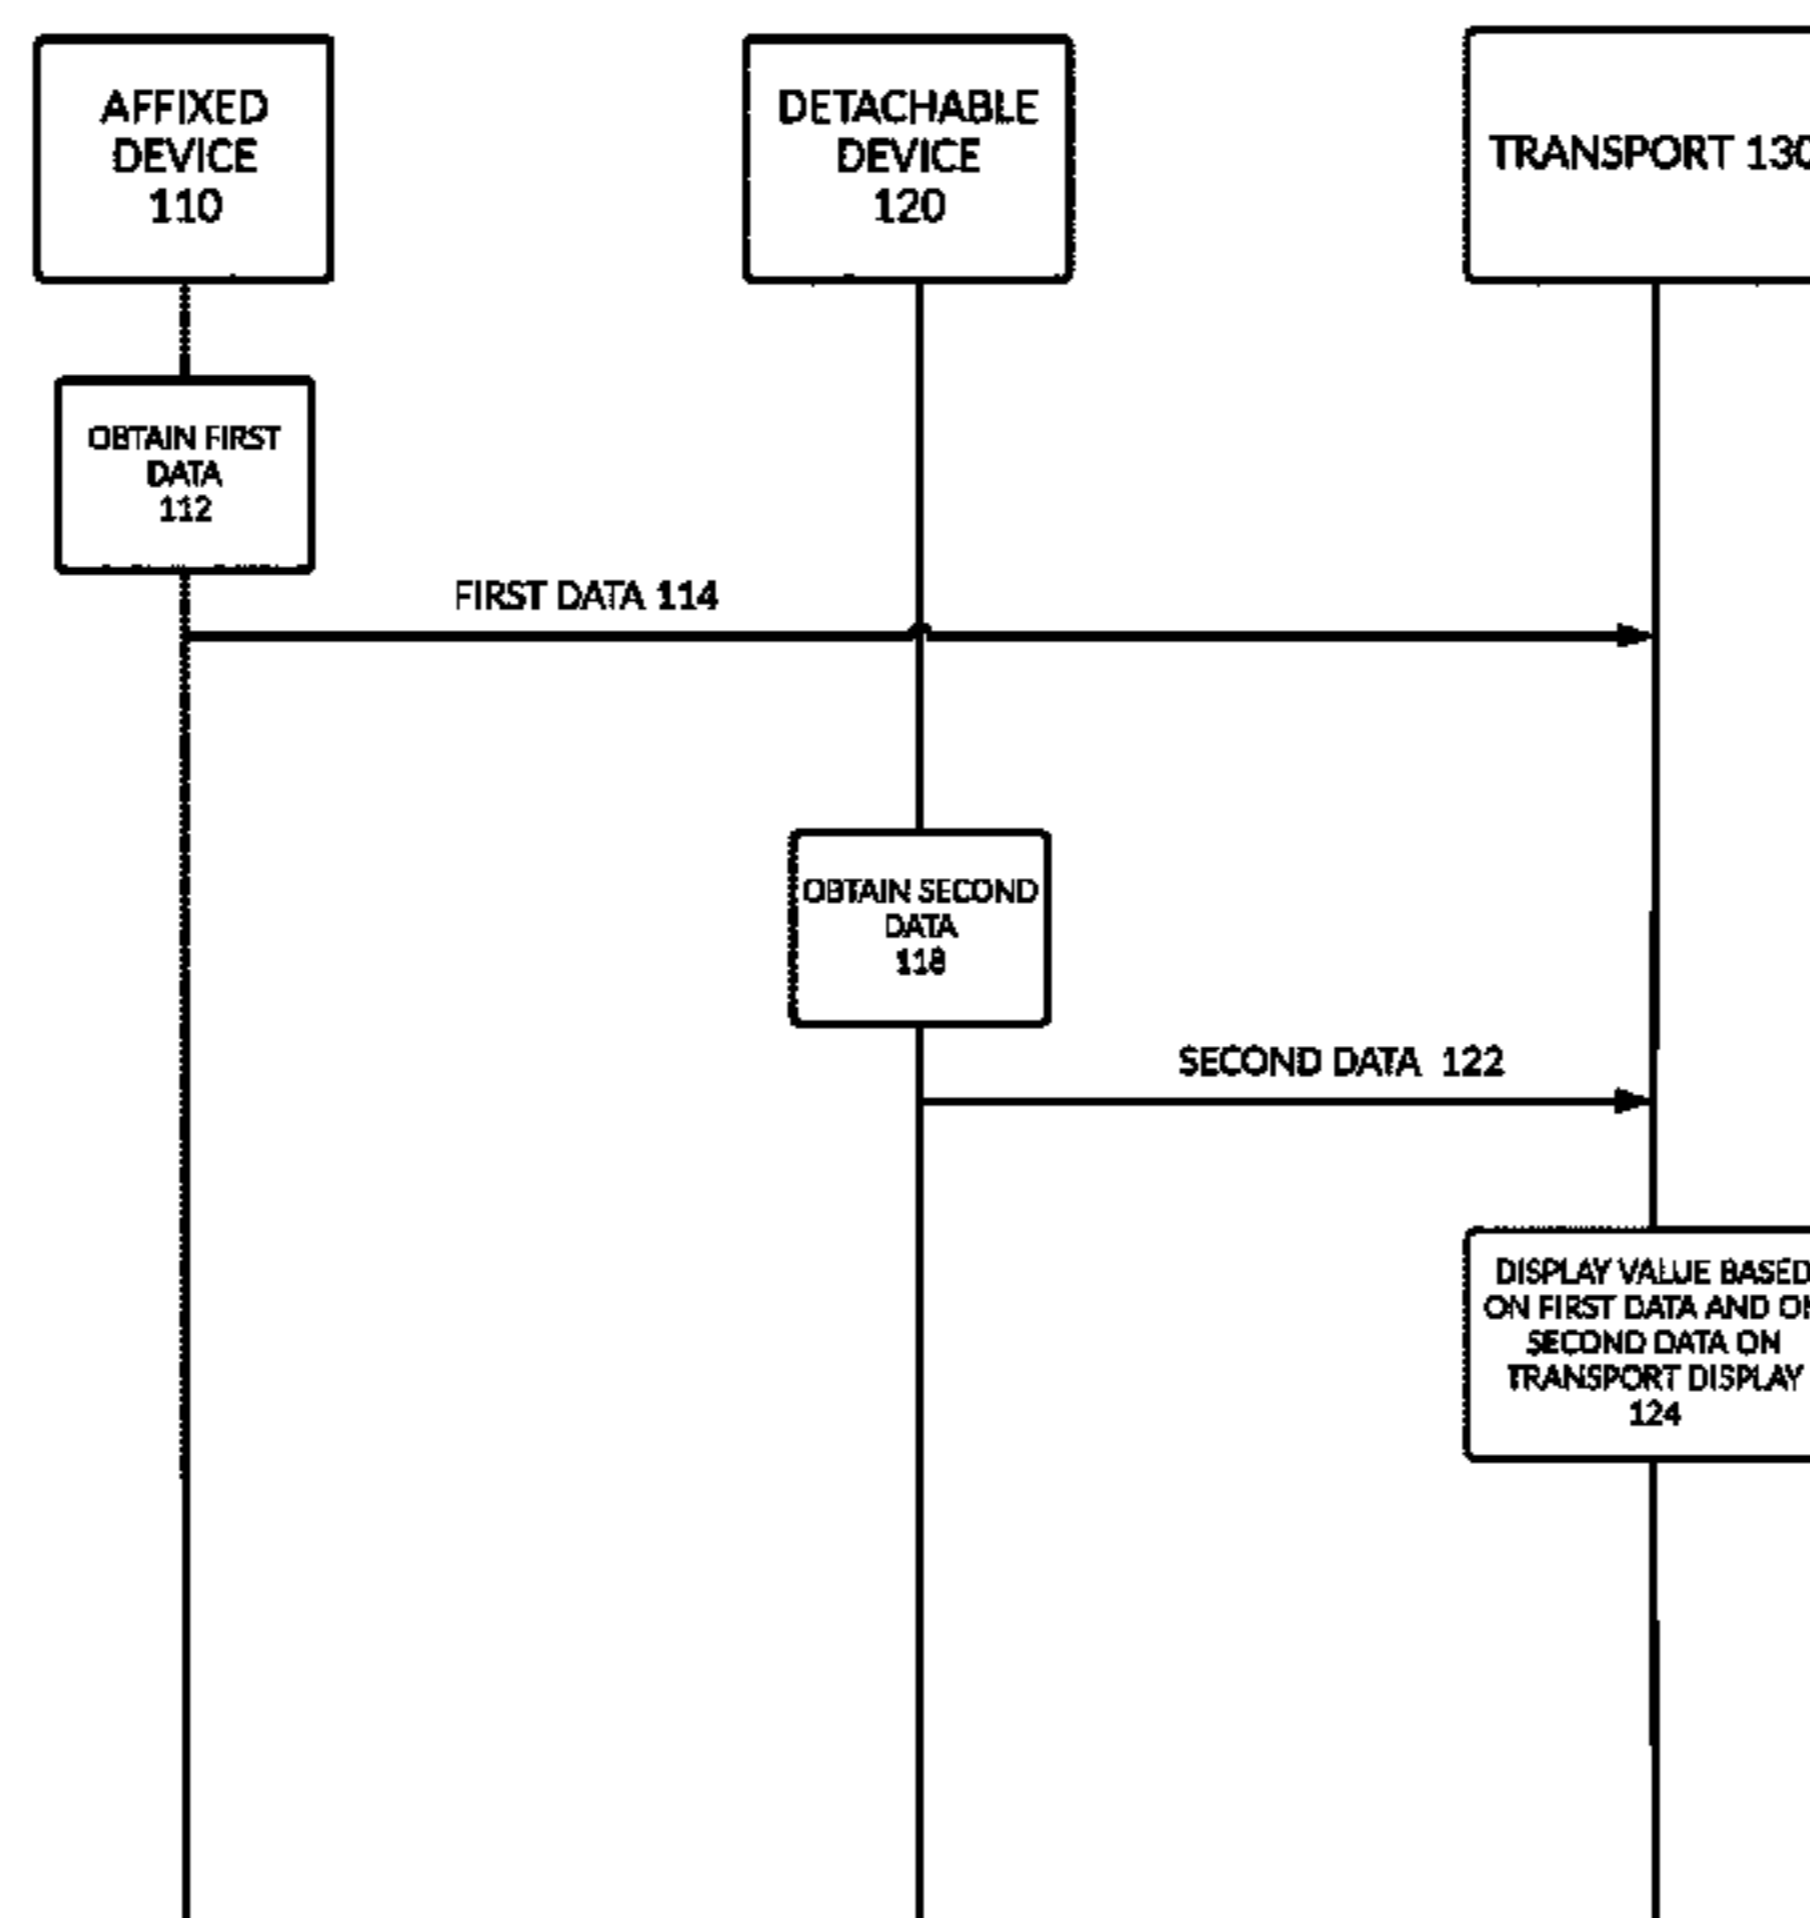 AFFIXED
DEVICE
110
DETACHABLE
DEVICE
120
TRANSPORT 130
OBTAIN FIRST
DATA
112
FIRST DATA 114
OBTAIN SECOND
DATA
118
SECOND DATA 122
DISPLAY VALUE BASED
ON FIRST DATA AND ON
SECOND DATA ON
TRANSPORT DISPLAY
124